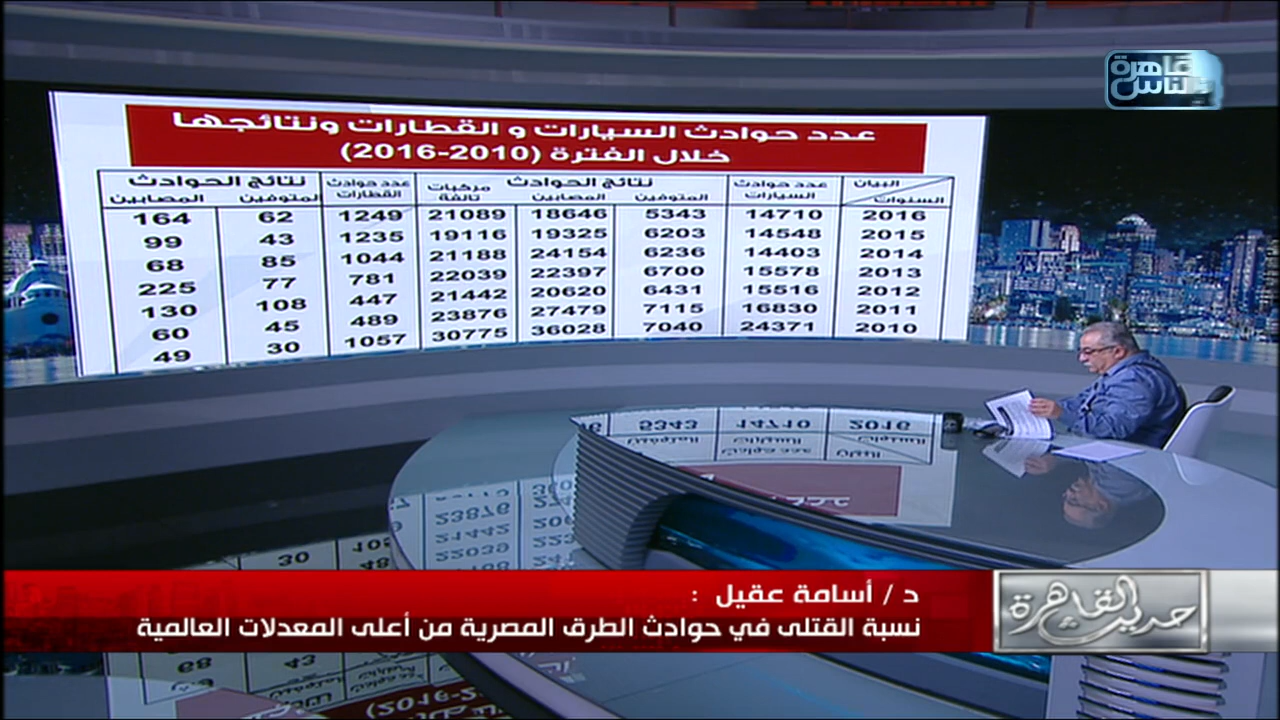 القاهرة
والناس
عدد حوادث السيارات و القطارات ونتائجها
خلال الفترة (2010-2016)
البيان السنوات عدد حوادث السيارات نتائج الحوادث المتوفين المصابين مركبات تالفة عدد حوادث القطارات نتائج الحوادث المتوفين المصابين
2016 14710 5343 18646 21089 1249 62 164
2015 14548 6203 19325 19116 1235 43 99
2014 14403 6236 24154 21188 1044 85 68
2013 15578 6700 22397 22039 781 77 225
2012 15516 6431 20620 21442 447 108 130
2011 16830 7115 27479 23876 489 45 60
2010 24371 7040 36028 30775 1057 30 49
د / أسامة عقيل :
نسبة القتلى في حوادث الطرق المصرية من أعلى المعدلات العالمية
حديث القاهرة